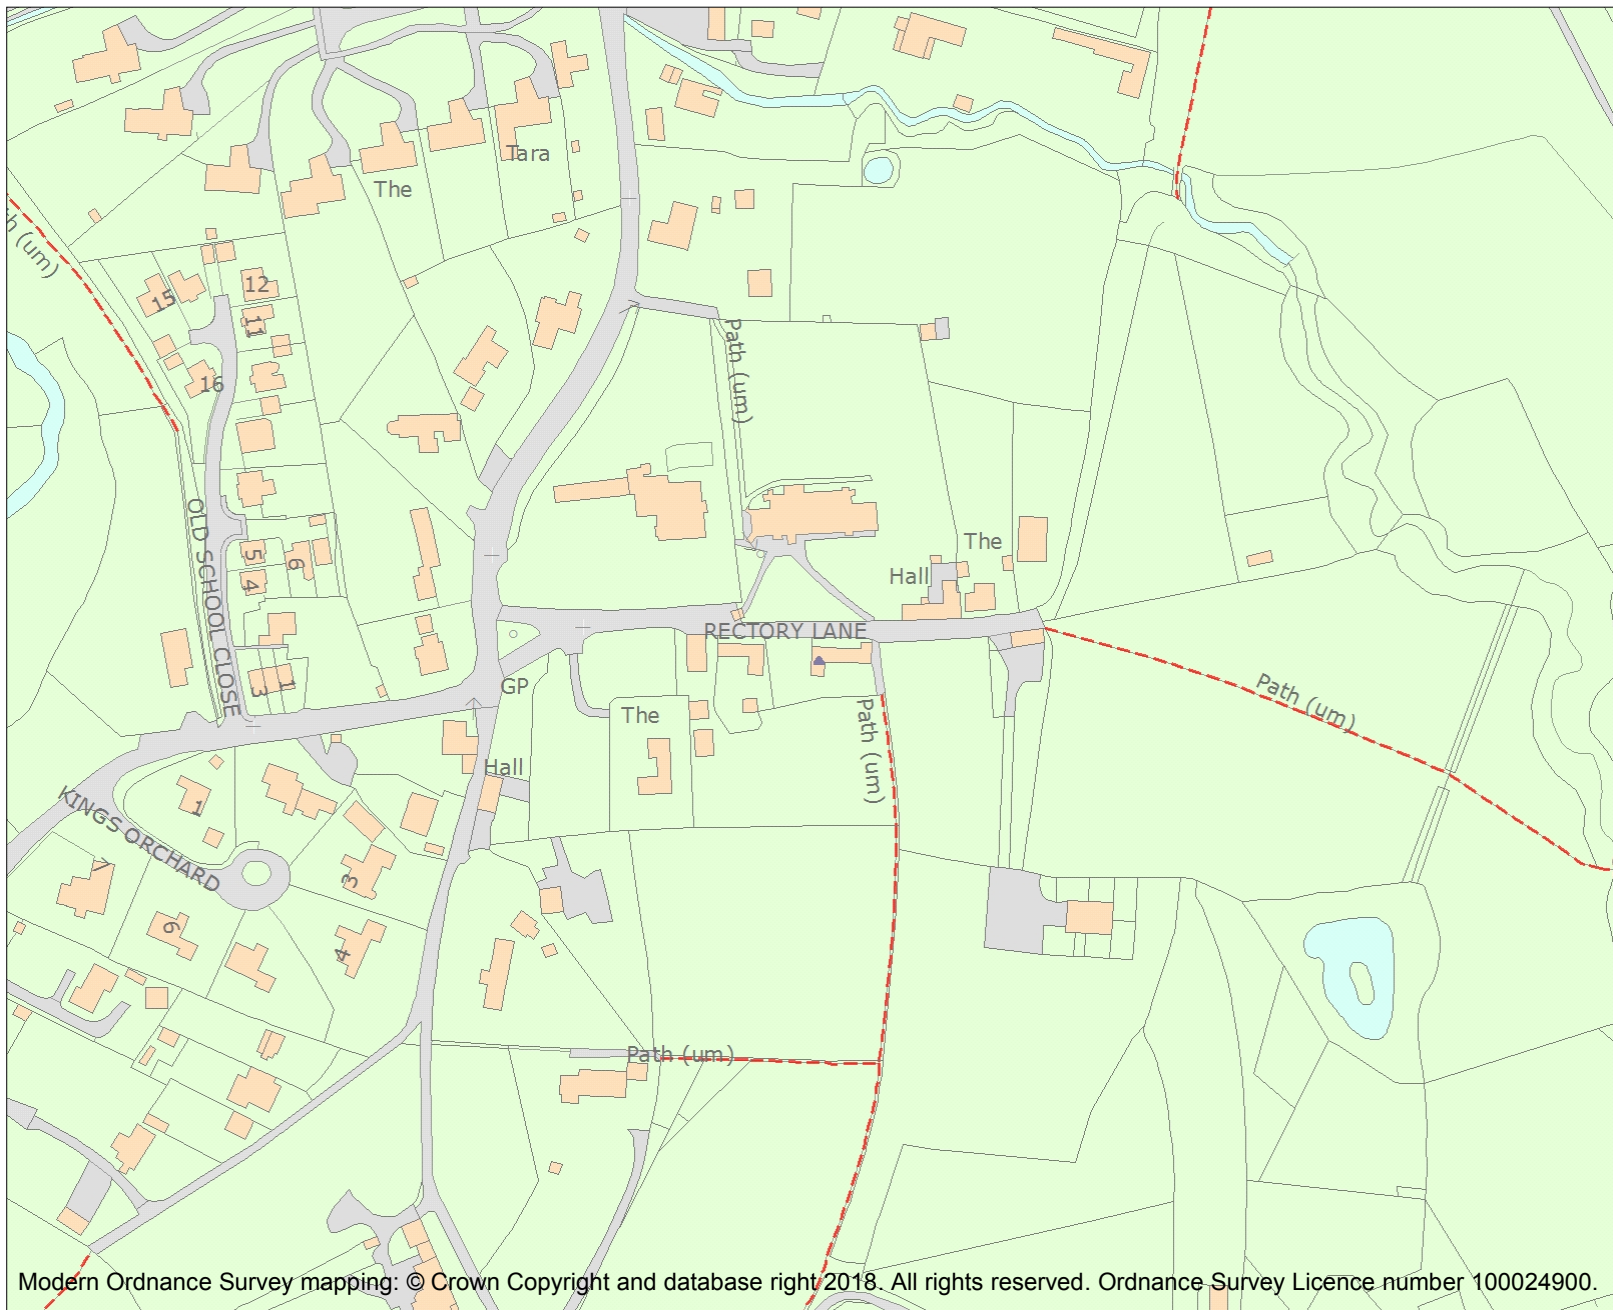 Tara
The
th (um)
12
15
11
Path (um)
16
OLD SCHOOL CLOSE
5
6
4
The
Hall
RECTORY LANE
3
1
GP
Path (um)
The
Path (um)
Hall
1
KINGS ORCHARD
7
3
6
4
Path (um)
Modern Ordnance Survey mapping: © Crown Copyright and database right 2018. All rights reserved. Ordnance Survey Licence number 100024900.